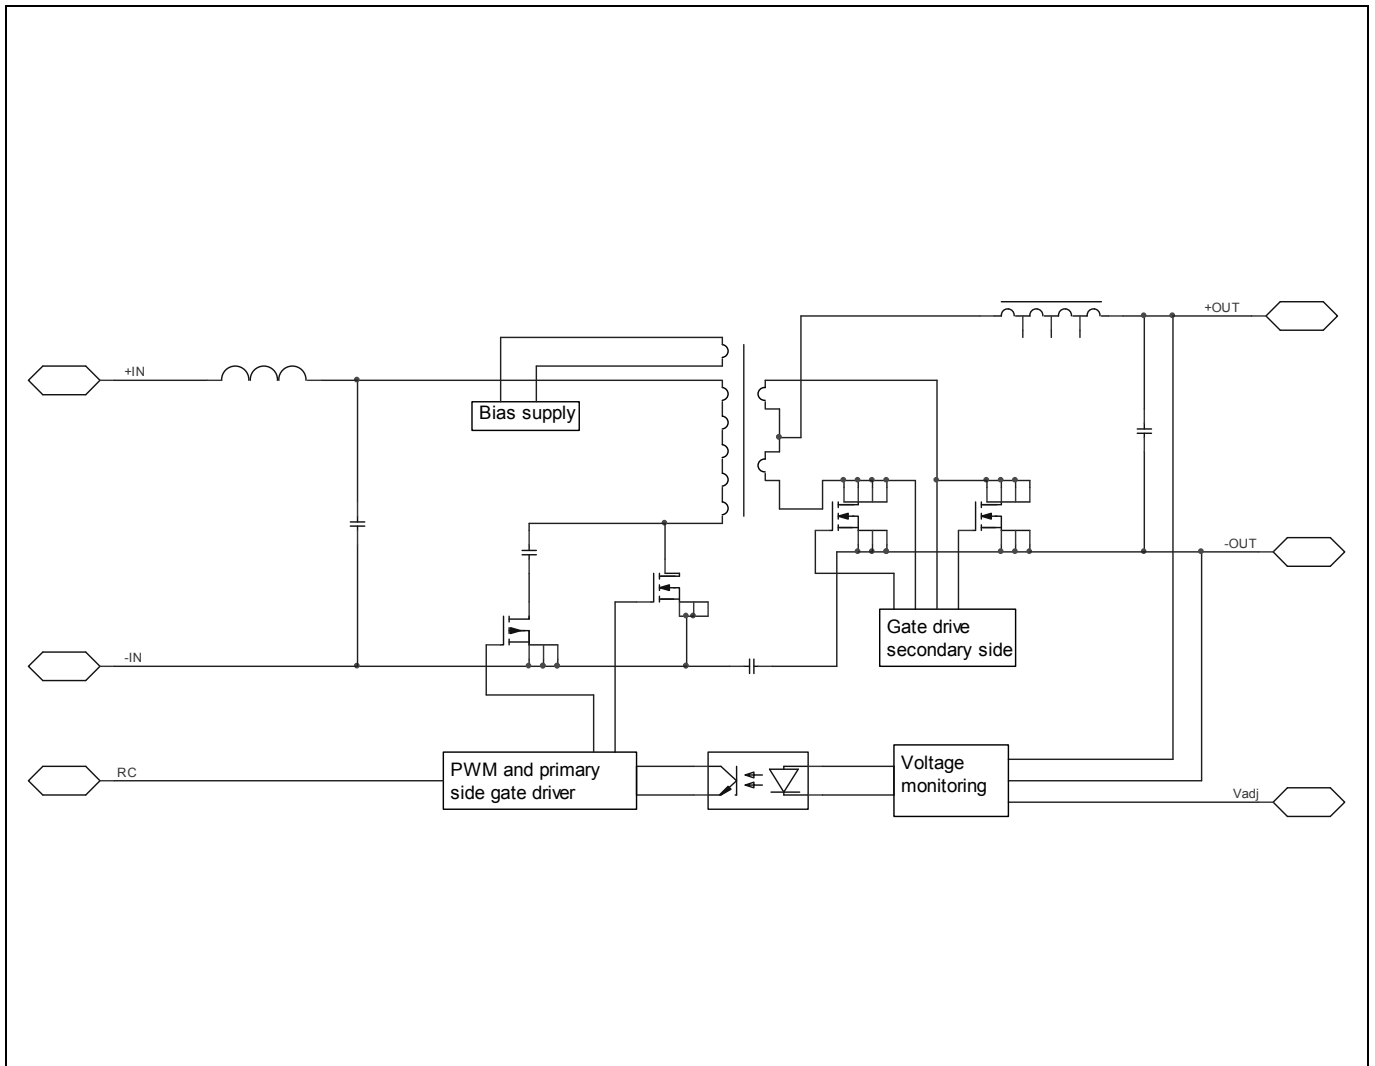 +OUT
+IN
Bias supply
-OUT
Gate drive
secondary side
-IN
PWM and primary
side gate driver
Voltage
monitoring
RC
Vadj